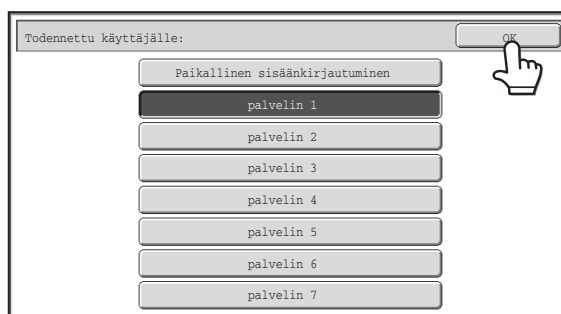 Todennettu käyttäjälle:
OK
Paikallinen sisäänkirjautuminen
palvelin 1
palvelin 2
palvelin 3
palvelin 4
palvelin 5
palvelin 6
palvelin 7